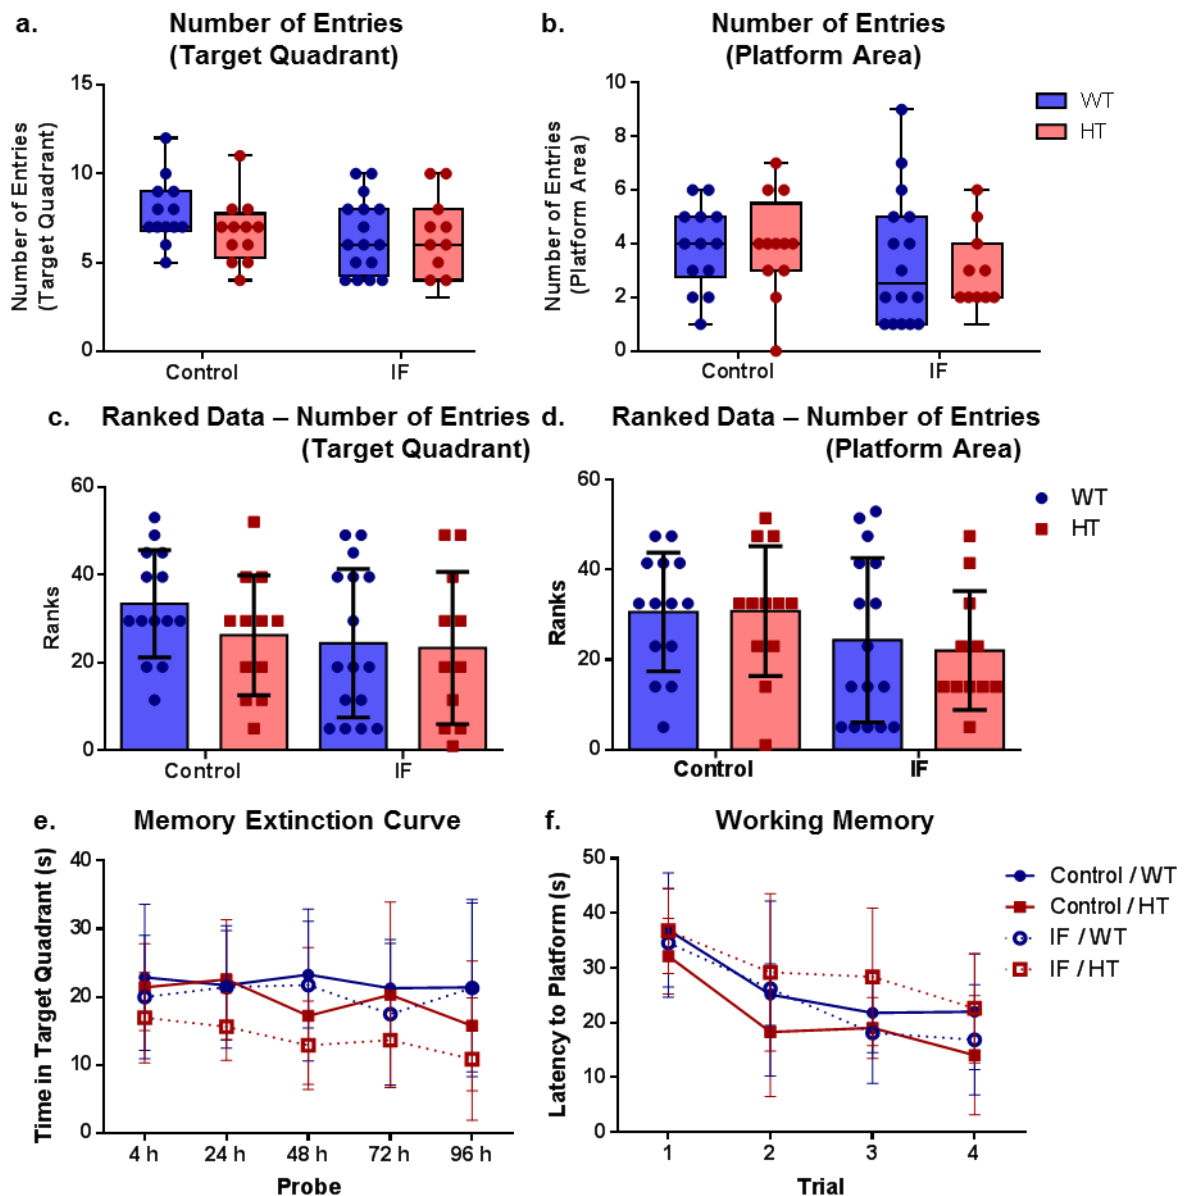 a. Number of Entries
(Target Quadrant)
Number of Entries
(Target Quadrant)
15
10
5
0
Control IF
b. Number of Entries
(Platform Area)
Number of Entries
(Platform Area)
10
8
6
4
2
0
Control IF
WT
HT
c. Ranked Data – Number of Entries
(Target Quadrant)
Ranks
60
40
20
0
Control IF
d. Ranked Data – Number of Entries
(Platform Area)
Ranks
60
40
20
0
Control IF
WT
HT
e. Memory Extinction Curve
Time in Target Quadrant (s)
40
30
20
10
0
4 h 24 h 48 h 72 h 96 h
Probe
f. Working Memory
Latency to Platform (s)
50
40
30
20
10
0
1 2 3 4
Trial
Control / WT
Control / HT
IF / WT
IF / HT